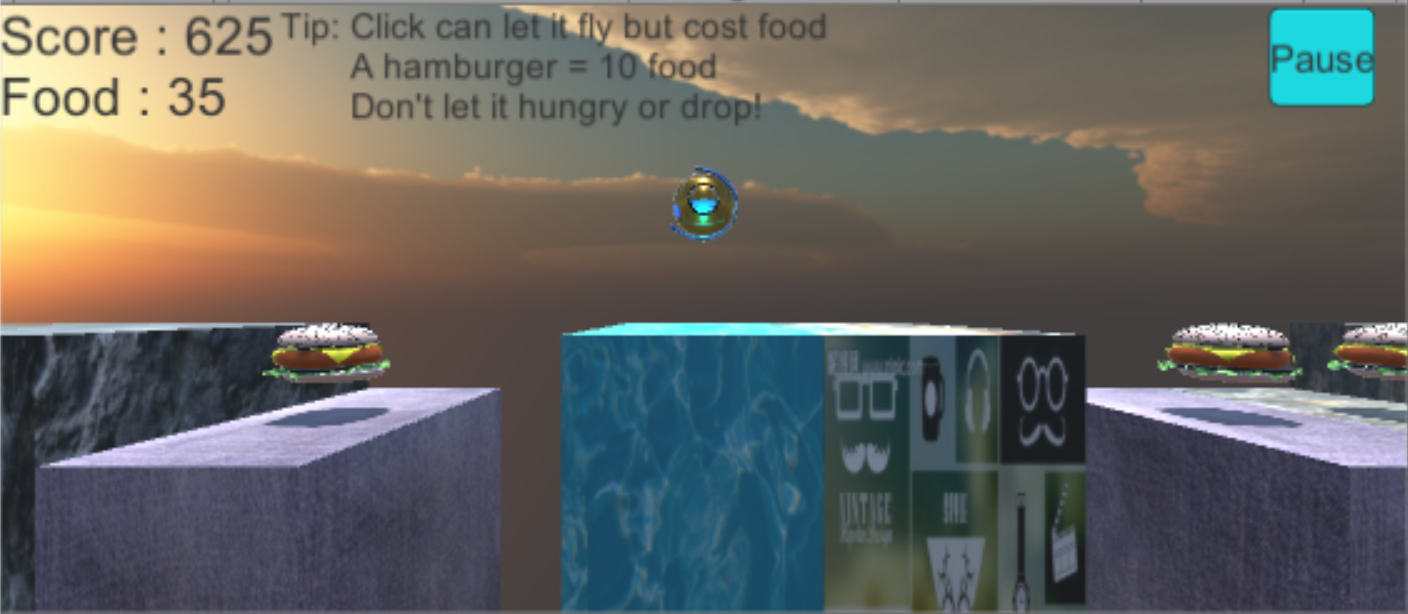 Score : 625
Food : 35
Tip: Click can let it fly but cost food
A hamburger = 10 food
Don't let it hungry or drop!
Pause
VINTAGE